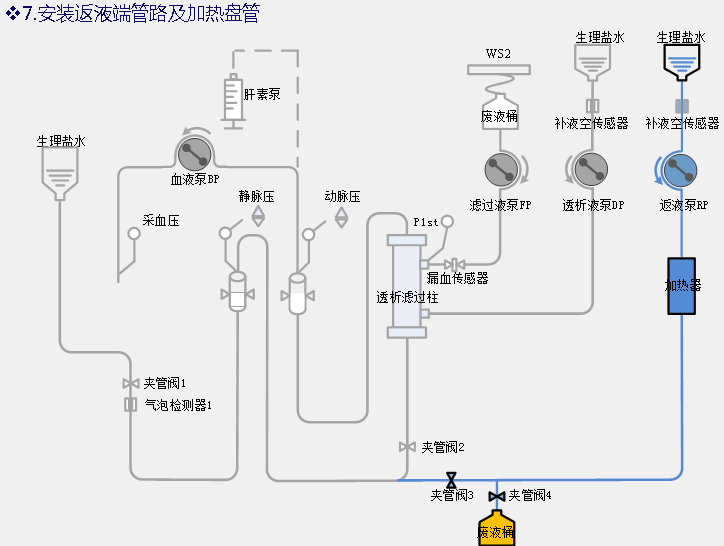 ❖7.安装返液端管路及加热盘管
生理盐水
生理盐水
WS2
肝素泵
废液桶
补液空传感器
补液空传感器
生理盐水
血液泵BP
静脉压
动脉压
滤过液泵FP
透析液泵DP
返液泵RP
采血压
P1st
漏血传感器
加热器
透析滤过柱
夹管阀1
气泡检测器1
夹管阀2
夹管阀3
夹管阀4
废液桶